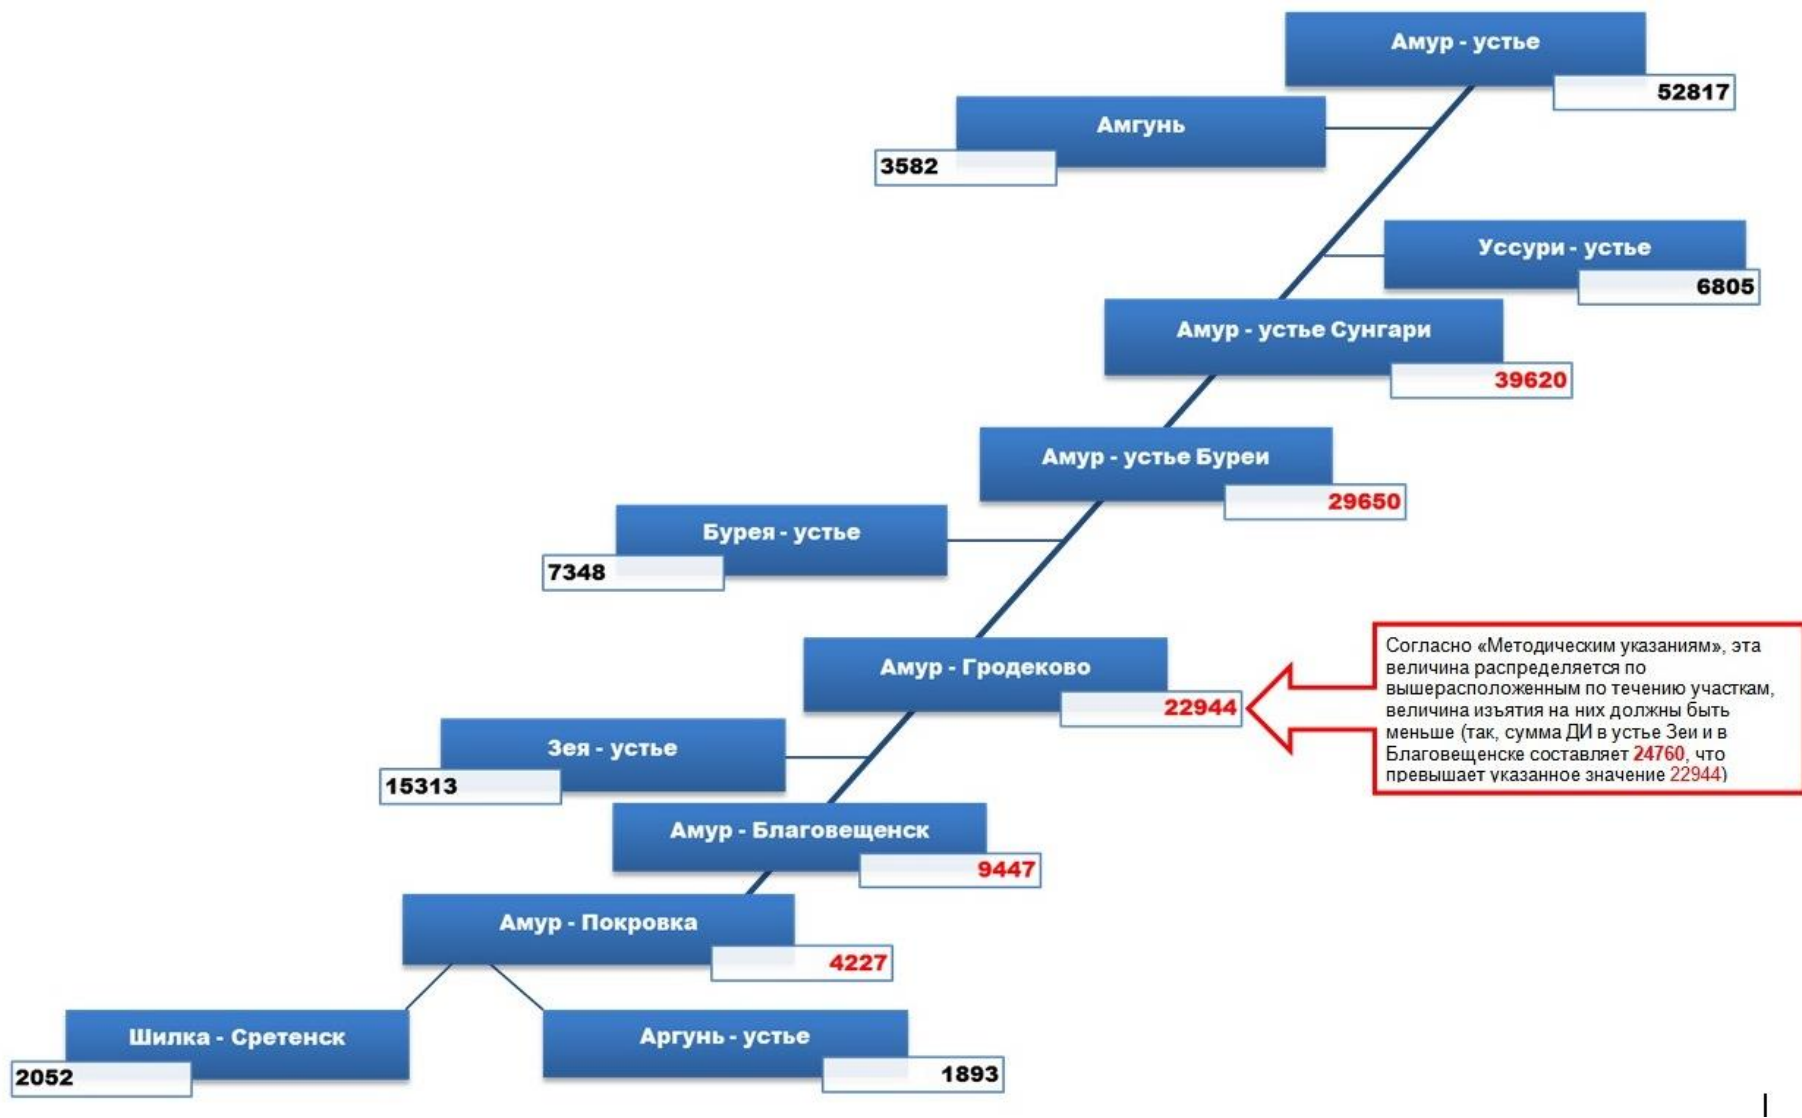 Амур - устье
52817
Амгунь
3582
Уссури - устье
6805
Амур - устье Сунгари
39620
Амур - устье Буреи
29650
Бурея - устье
7348
Амур - Гродеково
22944
Согласно «Методическим указаниям», эта
величина распределяется по
вышерасположенным по течению участкам,
величина изъятия на них должны быть
меньше (так, сумма ДИ в устье Зеи и в
Благовещенске составляет 24760, что
превышает указанное значение 22944)
Зея - устье
15313
Амур - Благовещенск
9447
Амур - Покровка
4227
Шилка - Сретенск
2052
Аргунь - устье
1893